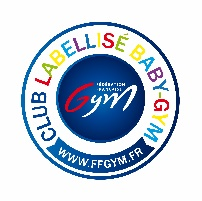 CLUB LABELLISÉ BABY-GYM
FÉDÉRATION
FRANÇAISE
Gym
WWW.FFGYM.FR